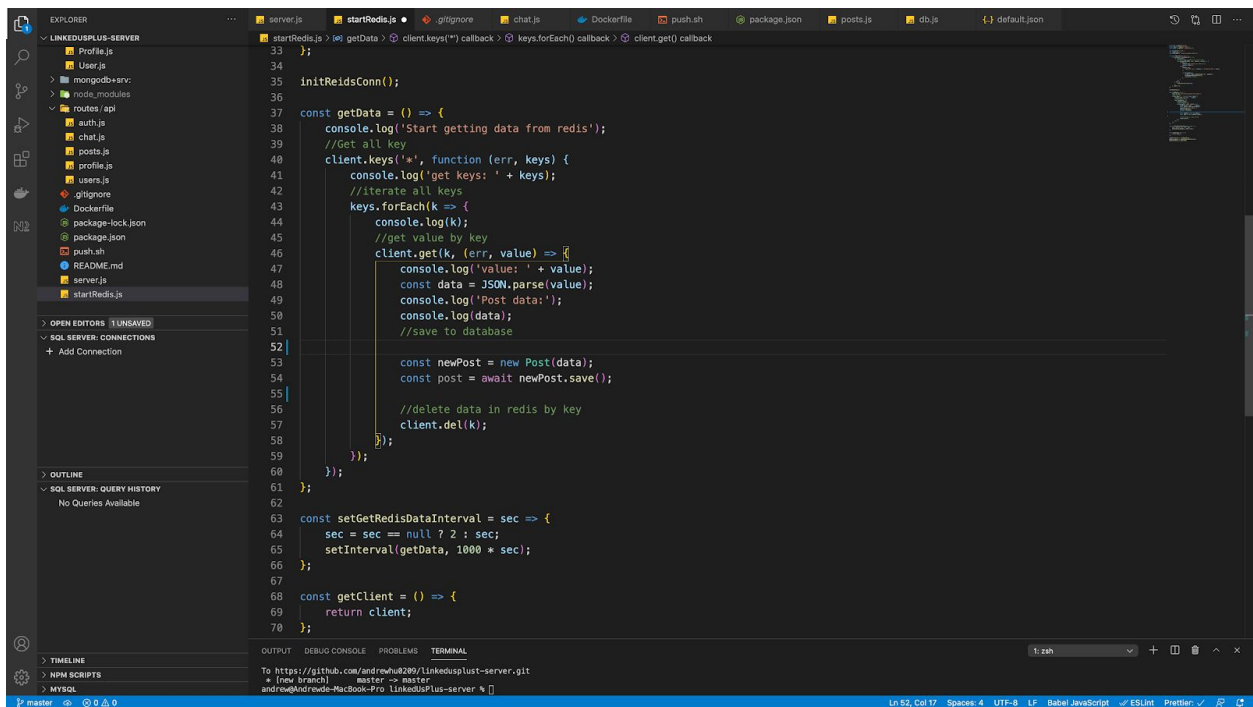 EXPLORER
···
server.js
startRedis.js
.gitignore
chat.js
Dockerfile
push.sh
package.json
posts.js
db.js
default.json
LINKEDUSPLUS-SERVER
Profile.js
User.js
mongodb+srv:
node_modules
routes/api
auth.js
chat.js
posts.js
profile.js
users.js
.gitignore
Dockerfile
package-lock.json
package.json
push.sh
README.md
server.js
startRedis.js
OPEN EDITORS 1 UNSAVED
SQL SERVER: CONNECTIONS
+ Add Connection
OUTLINE
SQL SERVER: QUERY HISTORY
No Queries Available
TIMELINE
NPM SCRIPTS
MYSQL
startRedis.js > getData > client.keys('*') callback > keys.forEach() callback > client.get() callback
33 };
34
35 initReidsConn();
36
37 const getData = () => {
38 console.log('Start getting data from redis');
39 //Get all key
40 client.keys('*', function (err, keys) {
41 console.log('get keys: ' + keys);
42 //iterate all keys
43 keys.forEach(k => {
44 console.log(k);
45 //get value by key
46 client.get(k, (err, value) => {
47 console.log('value: ' + value);
48 const data = JSON.parse(value);
49 console.log('Post data:');
50 console.log(data);
51 //save to database
52
53 const newPost = new Post(data);
54 const post = await newPost.save();
55
56 //delete data in redis by key
57 client.del(k);
58 });
59 });
60 });
61 };
62
63 const setGetRedisDataInterval = sec => {
64 sec = sec == null ? 2 : sec;
65 setInterval(getData, 1000 * sec);
66 };
67
68 const getClient = () => {
69 return client;
70 };
OUTPUT DEBUG CONSOLE PROBLEMS TERMINAL
1: zsh
To https://github.com/andrewhu0209/linkedusplust-server.git
* [new branch] master -> master
andrew@Andrewde-MacBook-Pro linkedUsPlus-server %
master 0 0 Ln 52, Col 17 Spaces: 4 UTF-8 LF Babel JavaScript ESLint Prettier: ✓